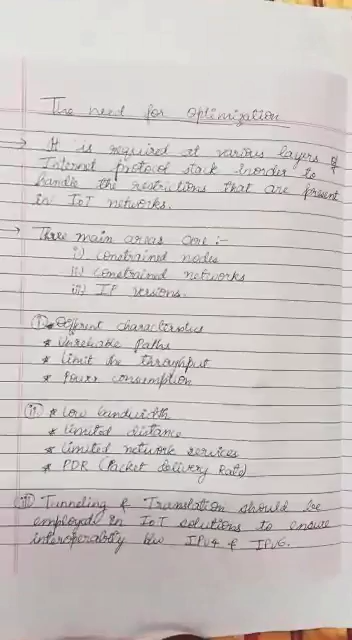 The need for optimization
→ It is required at various layers of
Internet protocol stack inorder to
handle the restrictions that are present
in IoT networks.
→ Three main areas are :-
i) constrained nodes
ii) constrained networks
iii) IP versions.
(i) * Different characteristics
* Unreliable paths
* limit the throughput
* Power consumption
(ii) * low bandwidth
* limited distance
* limited network services
* PDR (Packet delivery Rate)
(iii) Tunneling & Translation should be
employed in IoT solutions to ensure
interoperability b/w IPv4 & IPv6.